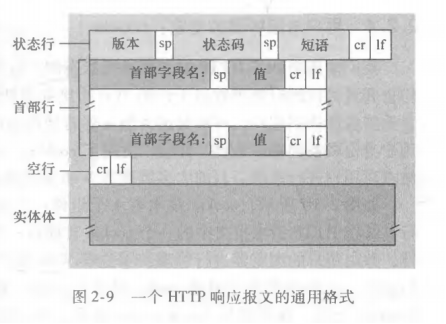 状态行 版本 sp 状态码 sp 短语 cr lf
首部字段名: sp 值 cr lf
首部行
首部字段名: sp 值 cr lf
空行 cr lf
实体体
图 2-9 一个 HTTP 响应报文的通用格式